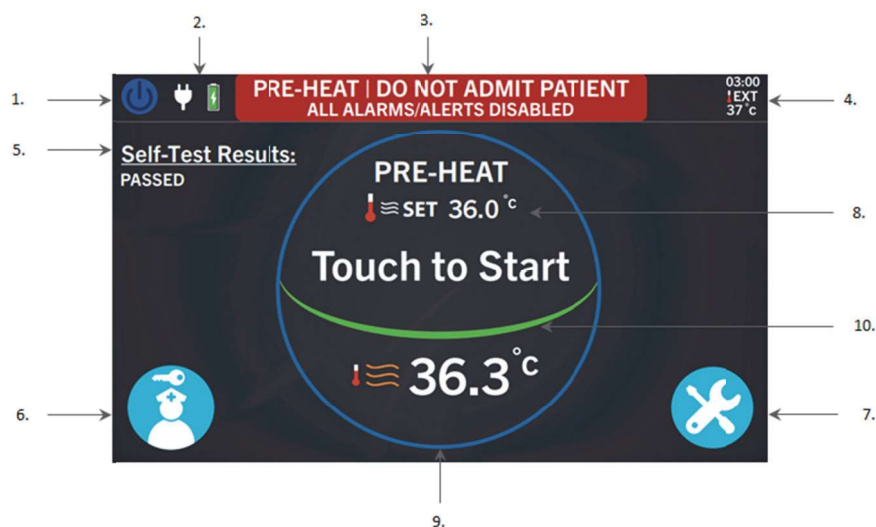 2.
3.
1.
PRE-HEAT | DO NOT ADMIT PATIENT
ALL ALARMS/ALERTS DISABLED
03:00
EXT
37°C
4.
5.
Self-Test Results:
PASSED
PRE-HEAT
SET 36.0°C
8.
Touch to Start
10.
36.3°C
6.
7.
9.